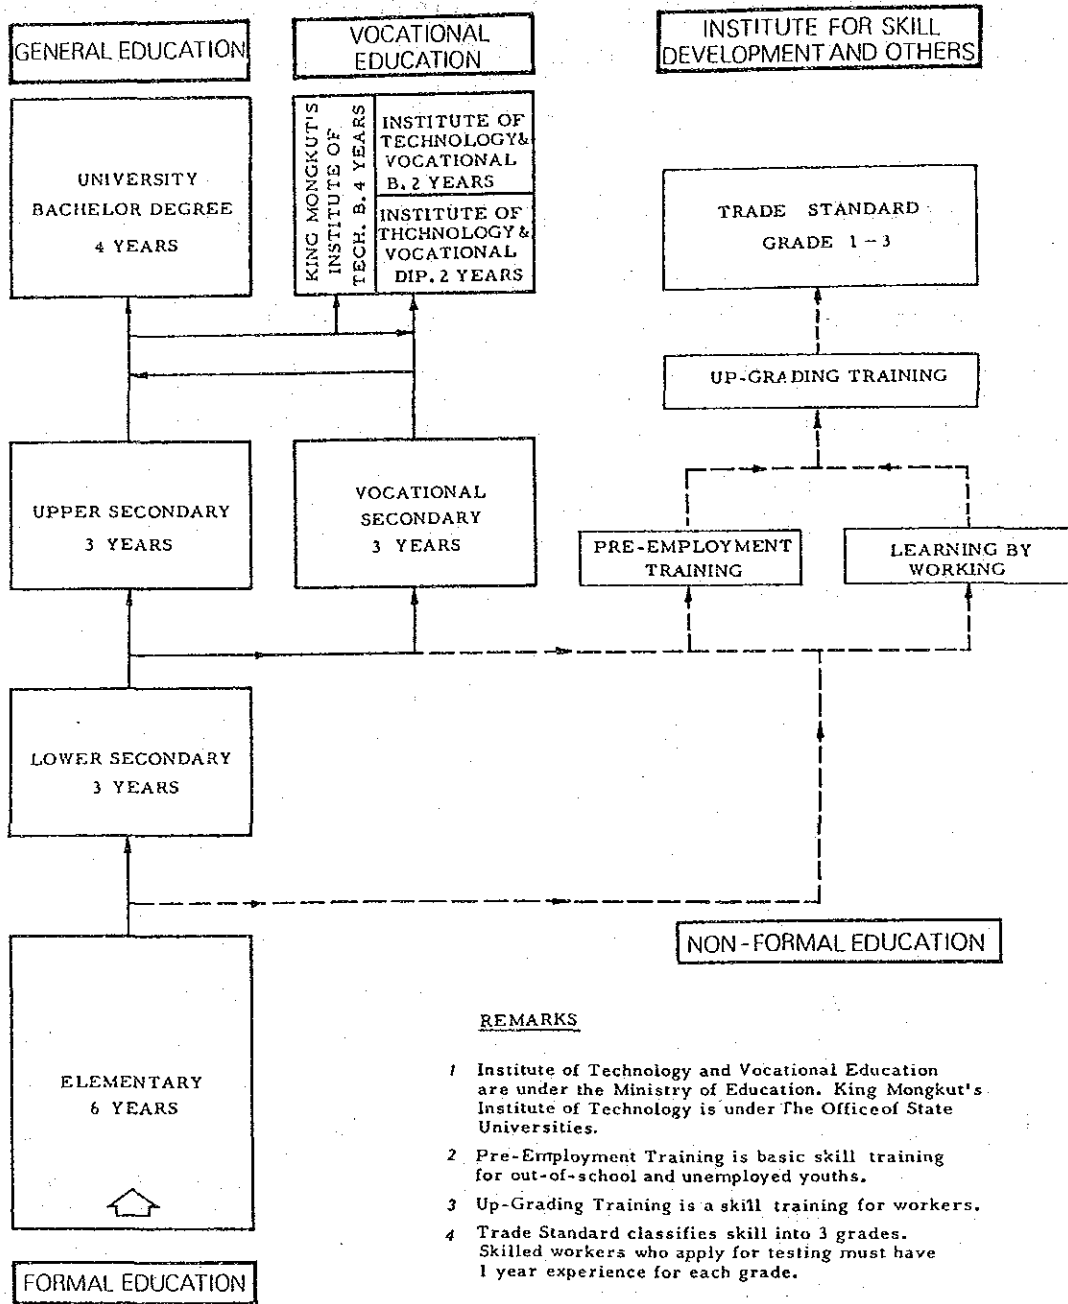 GENERAL EDUCATION
VOCATIONAL
EDUCATION
INSTITUTE FOR SKILL
DEVELOPMENT AND OTHERS
UNIVERSITY
BACHELOR DEGREE
4 YEARS
KING MONGKUT'S
INSTITUTE OF
TECH. B. 4 YEARS
INSTITUTE OF
TECHNOLOGY&
VOCATIONAL
B. 2 YEARS
INSTITUTE OF
THCHNOLOGY&
VOCATIONAL
DIP. 2 YEARS
TRADE STANDARD
GRADE 1 - 3
UP-GRADING TRAINING
UPPER SECONDARY
3 YEARS
VOCATIONAL
SECONDARY
3 YEARS
PRE-EMPLOYMENT
TRAINING
LEARNING BY
WORKING
LOWER SECONDARY
3 YEARS
NON-FORMAL EDUCATION
ELEMENTARY
6 YEARS
FORMAL EDUCATION
REMARKS
1 Institute of Technology and Vocational Education
are under the Ministry of Education. King Mongkut's
Institute of Technology is under The Officeof State
Universities.
2 Pre-Employment Training is basic skill training
for out-of-school and unemployed youths.
3 Up-Grading Training is a skill training for workers.
4 Trade Standard classifies skill into 3 grades.
Skilled workers who apply for testing must have
1 year experience for each grade.